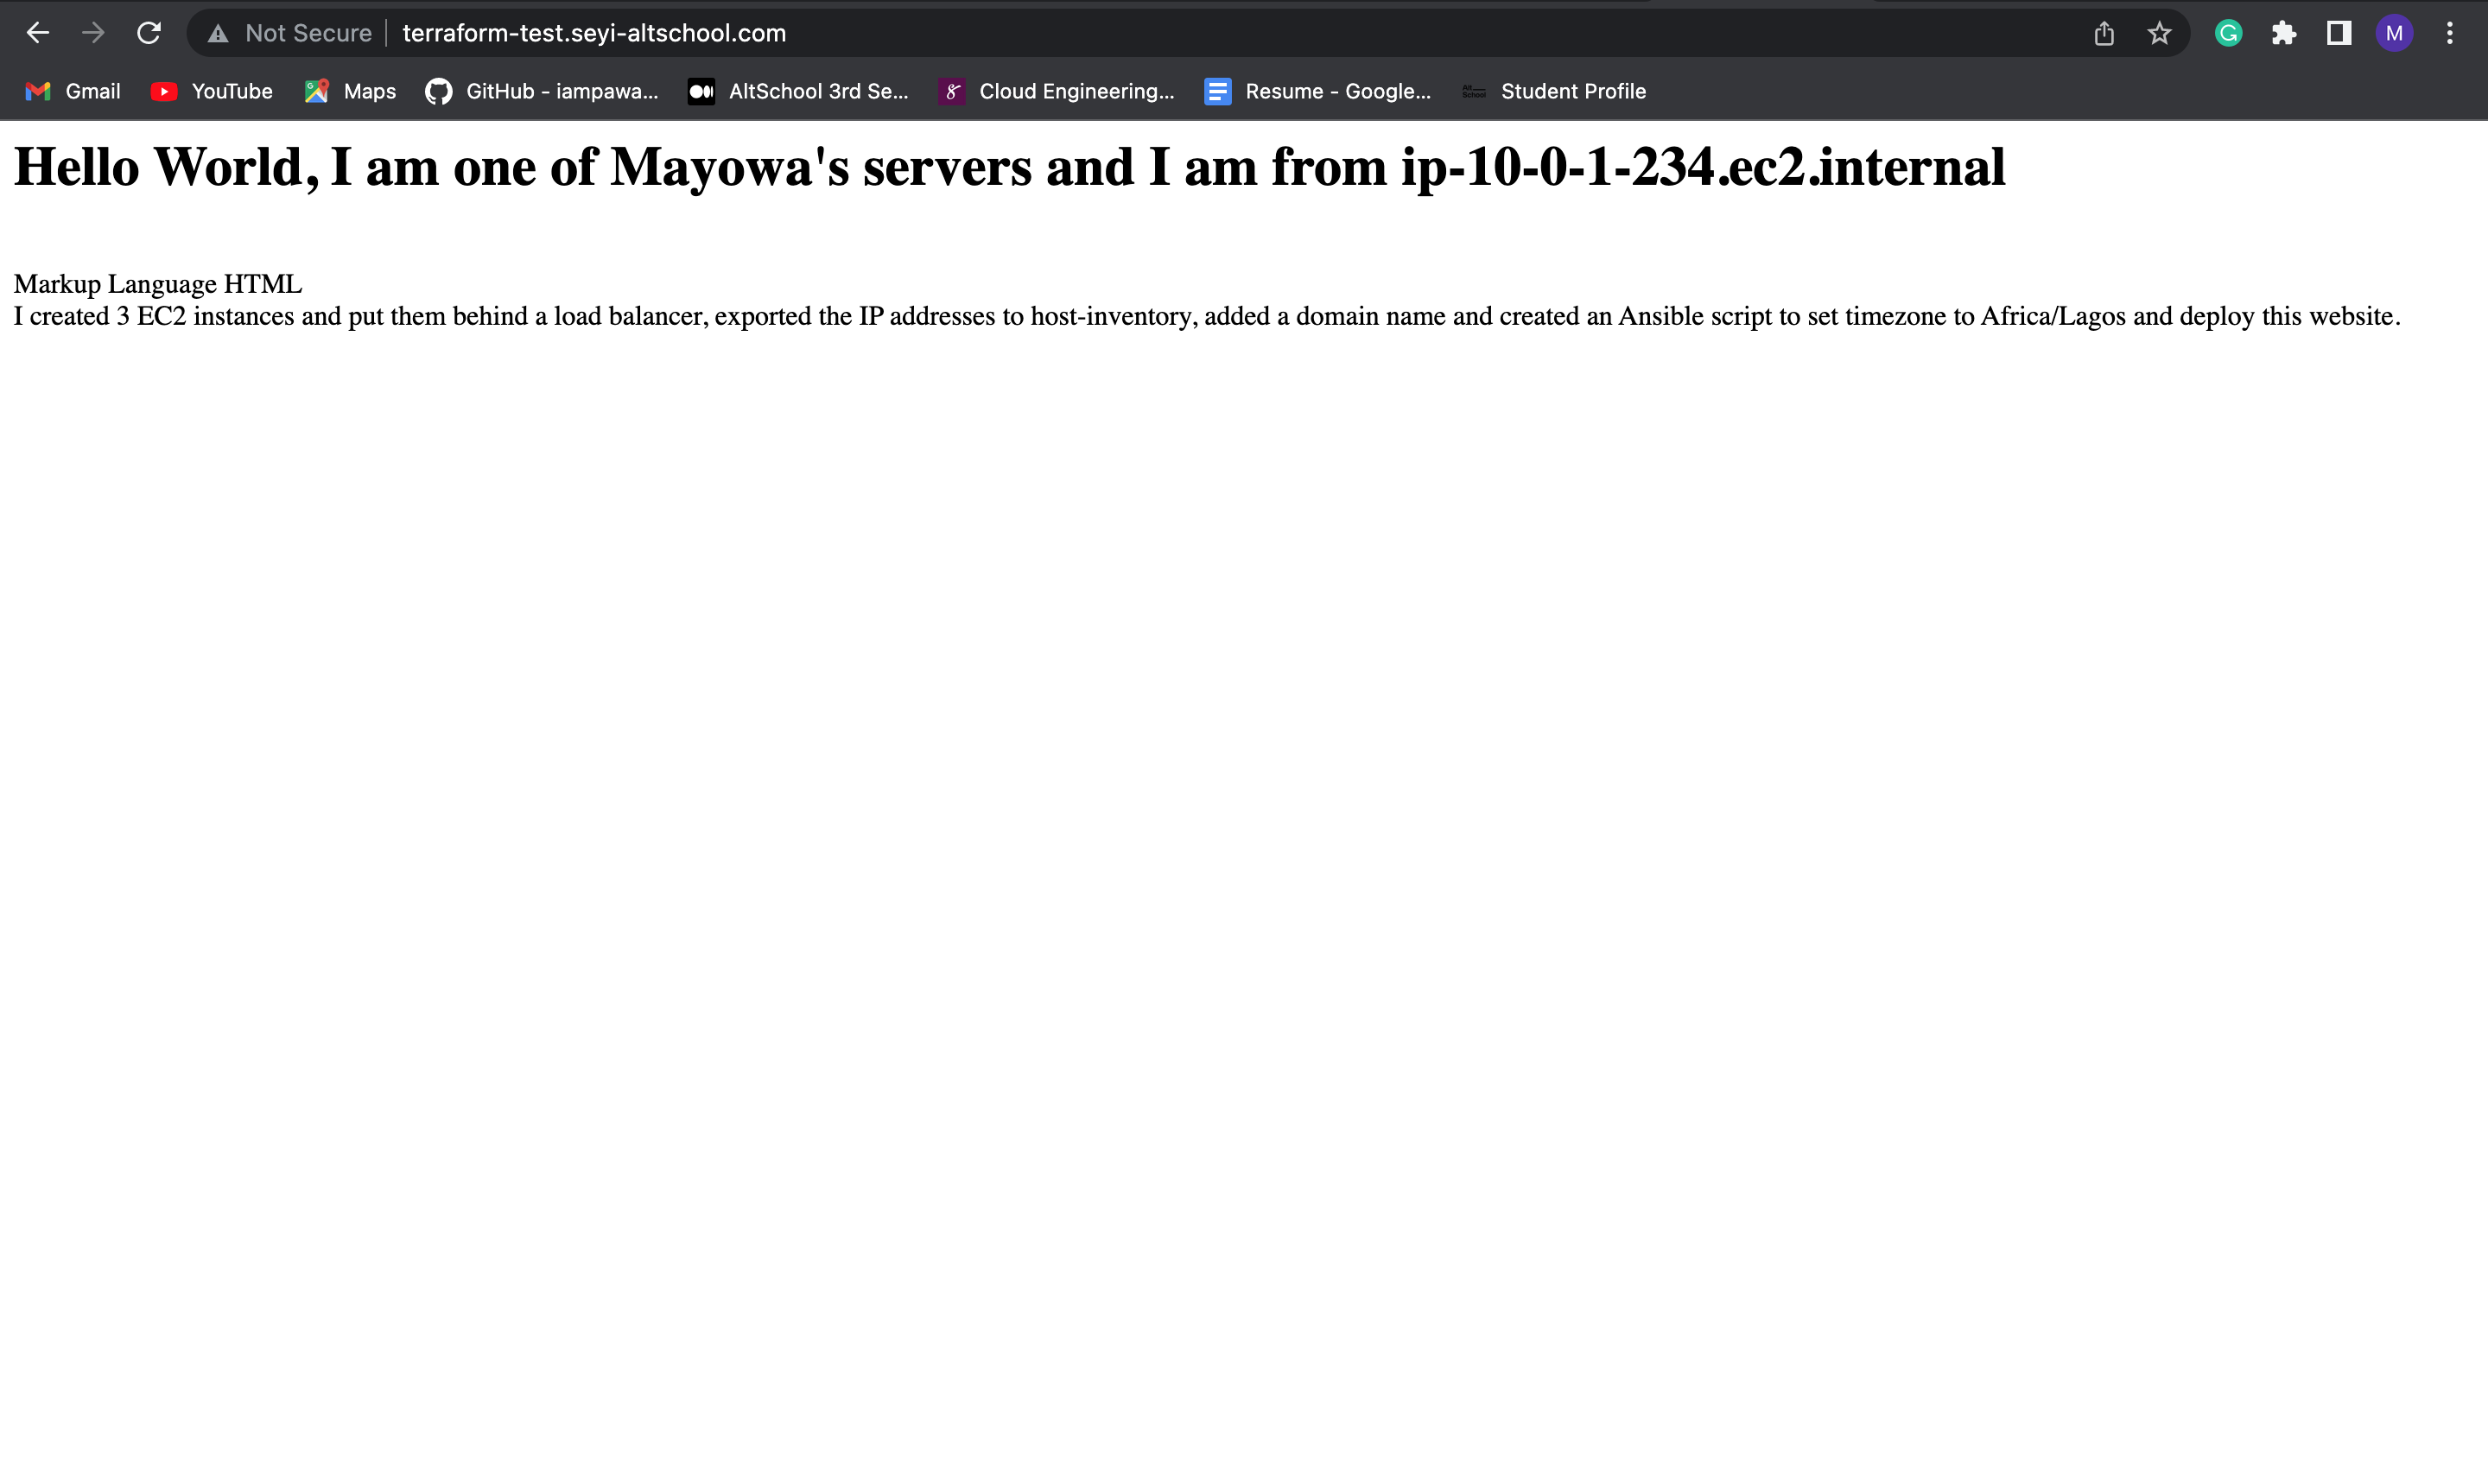 Not Secure terraform-test.seyi-altschool.com G M
Gmail YouTube Maps GitHub - iampawa... AltSchool 3rd Se... Cloud Engineering... Resume - Google... Alt School Student Profile
Hello World, I am one of Mayowa's servers and I am from ip-10-0-1-234.ec2.internal
Markup Language HTML
I created 3 EC2 instances and put them behind a load balancer, exported the IP addresses to host-inventory, added a domain name and created an Ansible script to set timezone to Africa/Lagos and deploy this website.